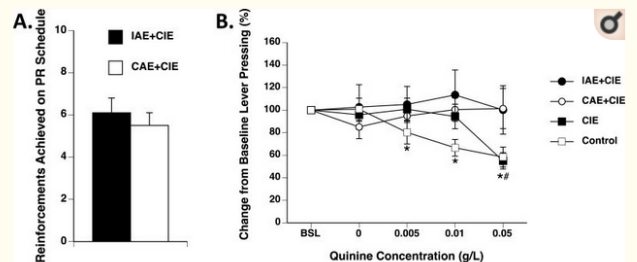 A.
Reinforcements Achieved on PR Schedule
10
8
6
4
2
0
IAE+CIE
CAE+CIE
B.
Change from Baseline Lever Pressing (%)
160
140
120
100
80
60
40
20
0
BSL
0
0.005
0.01
0.05
Quinine Concentration (g/L)
*
*
*#
IAE+CIE
CAE+CIE
CIE
Control